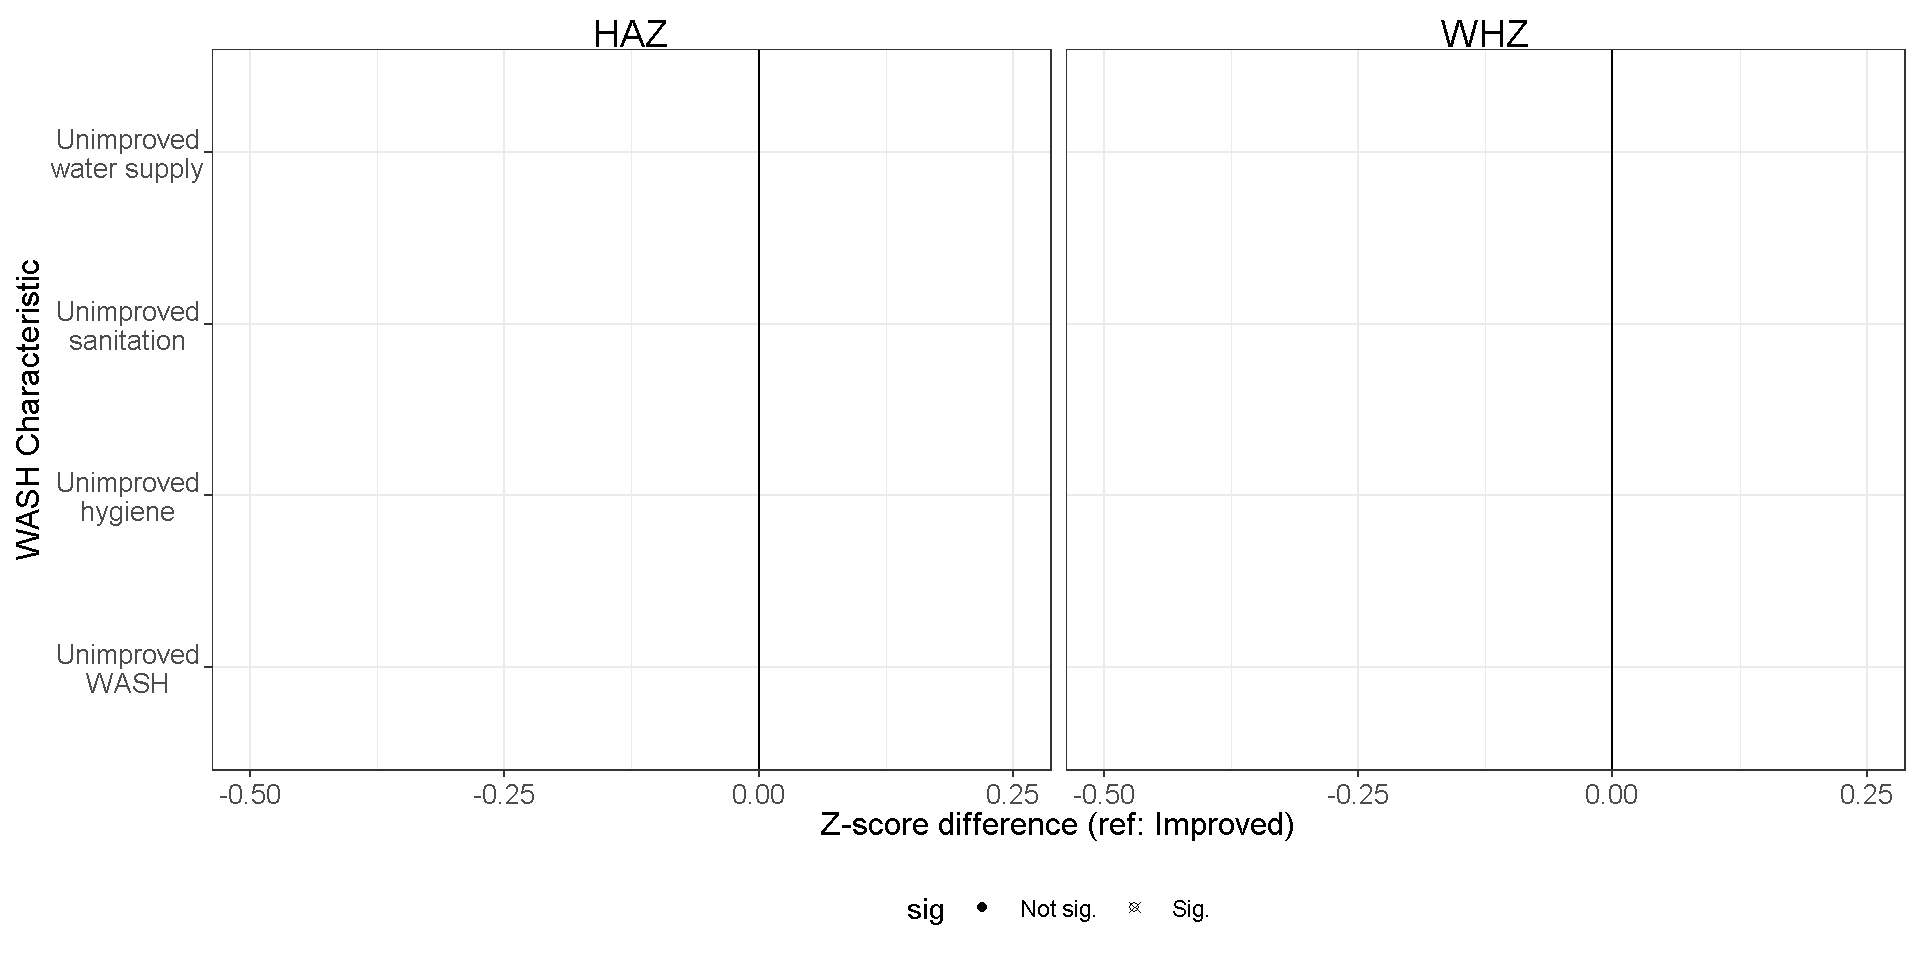 HAZ
WHZ
WASH Characteristic
Unimproved
water supply
Unimproved
sanitation
Unimproved
hygiene
Unimproved
WASH
-0.50 -0.25 0.00 0.25
-0.50 -0.25 0.00 0.25
Z-score difference (ref: Improved)
sig Not sig. Sig.